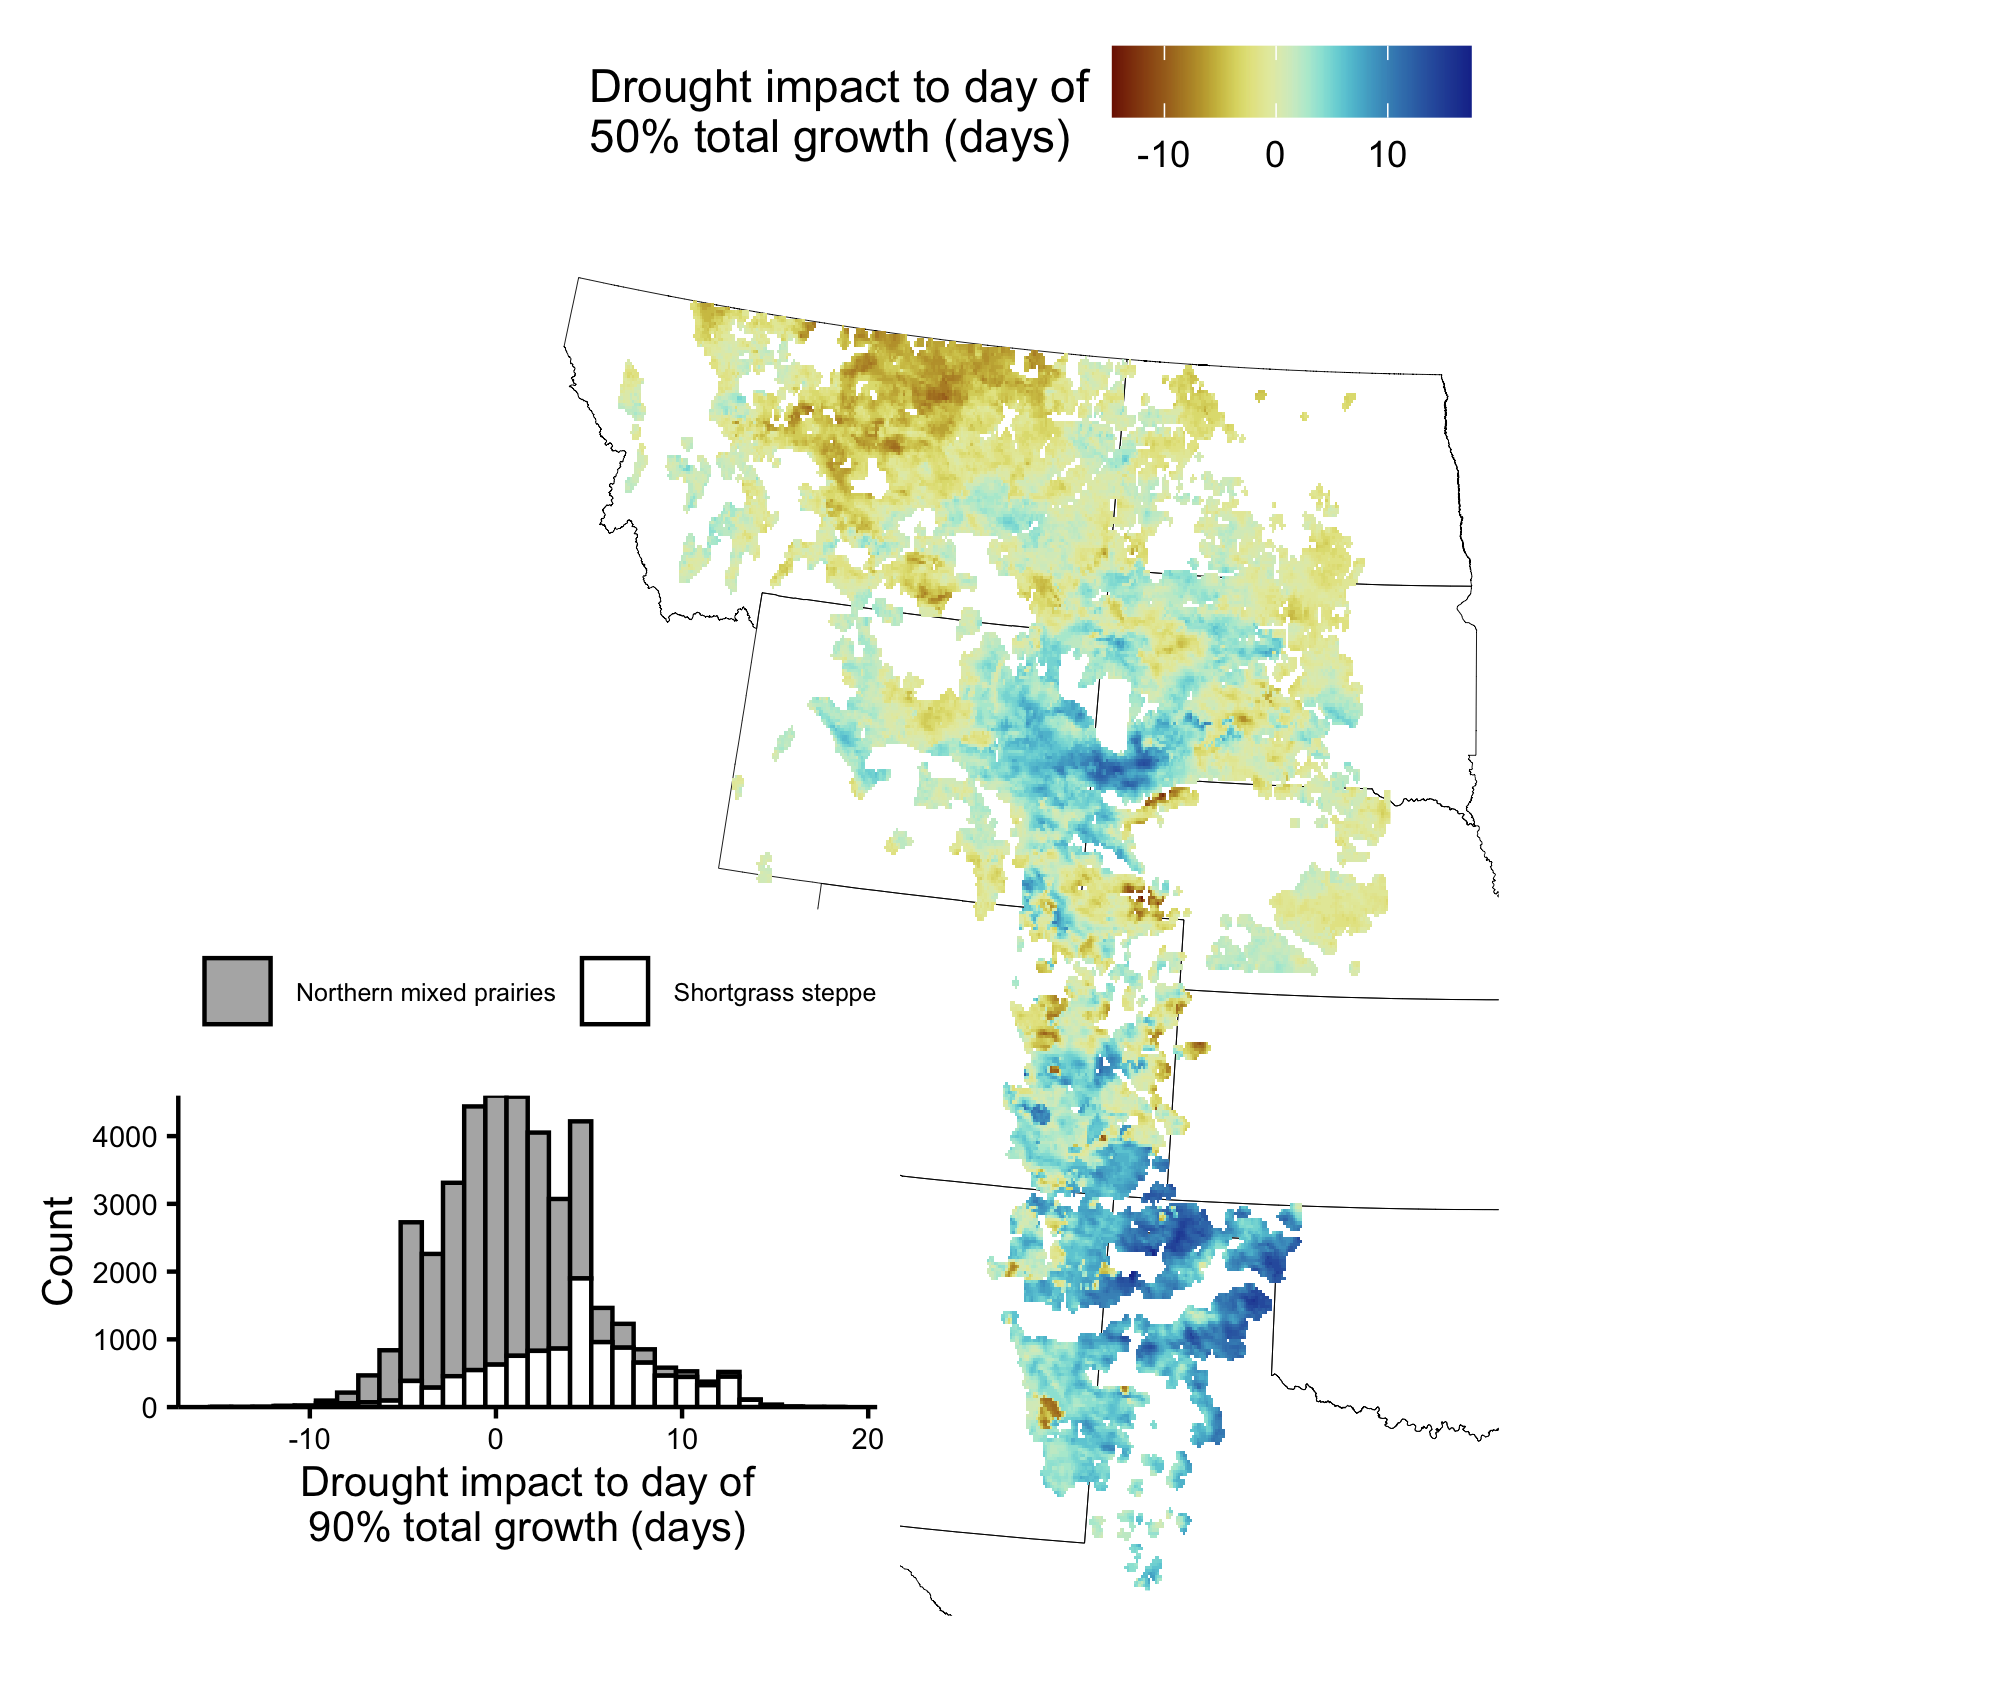 Drought impact to day of
50% total growth (days)
-10 0 10
Northern mixed prairies Shortgrass steppe
Count
4000
3000
2000
1000
0
-10 0 10 20
Drought impact to day of
90% total growth (days)